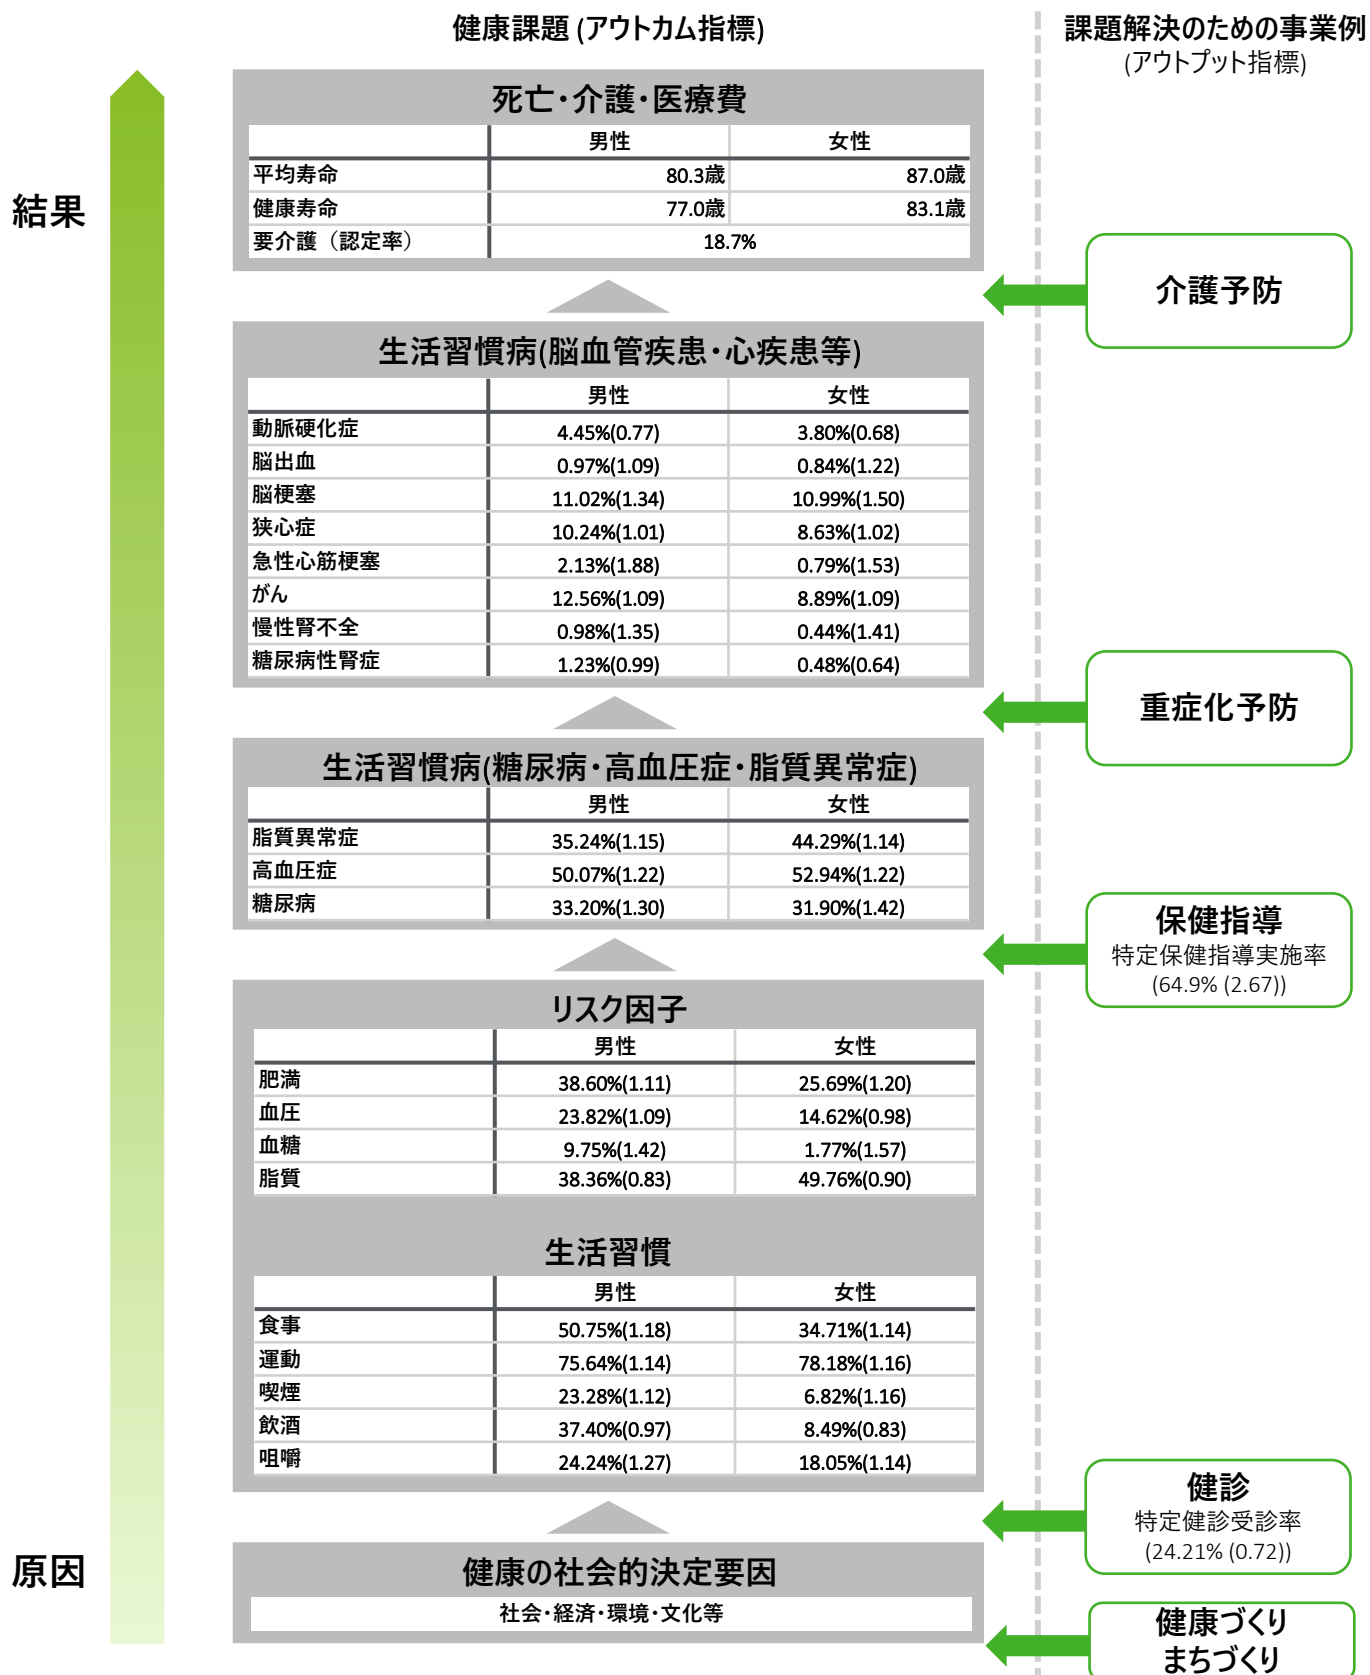 健康課題 (アウトカム指標)
課題解決のための事業例
(アウトプット指標)
結果
死亡・介護・医療費
男性 女性
平均寿命 80.3歳 87.0歳
健康寿命 77.0歳 83.1歳
要介護（認定率） 18.7%
介護予防
生活習慣病(脳血管疾患・心疾患等)
男性 女性
動脈硬化症 4.45%(0.77) 3.80%(0.68)
脳出血 0.97%(1.09) 0.84%(1.22)
脳梗塞 11.02%(1.34) 10.99%(1.50)
狭心症 10.24%(1.01) 8.63%(1.02)
急性心筋梗塞 2.13%(1.88) 0.79%(1.53)
がん 12.56%(1.09) 8.89%(1.09)
慢性腎不全 0.98%(1.35) 0.44%(1.41)
糖尿病性腎症 1.23%(0.99) 0.48%(0.64)
重症化予防
生活習慣病(糖尿病・高血圧症・脂質異常症)
男性 女性
脂質異常症 35.24%(1.15) 44.29%(1.14)
高血圧症 50.07%(1.22) 52.94%(1.22)
糖尿病 33.20%(1.30) 31.90%(1.42)
保健指導
特定保健指導実施率
(64.9% (2.67))
リスク因子
男性 女性
肥満 38.60%(1.11) 25.69%(1.20)
血圧 23.82%(1.09) 14.62%(0.98)
血糖 9.75%(1.42) 1.77%(1.57)
脂質 38.36%(0.83) 49.76%(0.90)
生活習慣
男性 女性
食事 50.75%(1.18) 34.71%(1.14)
運動 75.64%(1.14) 78.18%(1.16)
喫煙 23.28%(1.12) 6.82%(1.16)
飲酒 37.40%(0.97) 8.49%(0.83)
咀嚼 24.24%(1.27) 18.05%(1.14)
健診
特定健診受診率
(24.21% (0.72))
原因
健康の社会的決定要因
社会・経済・環境・文化等
健康づくり
まちづくり